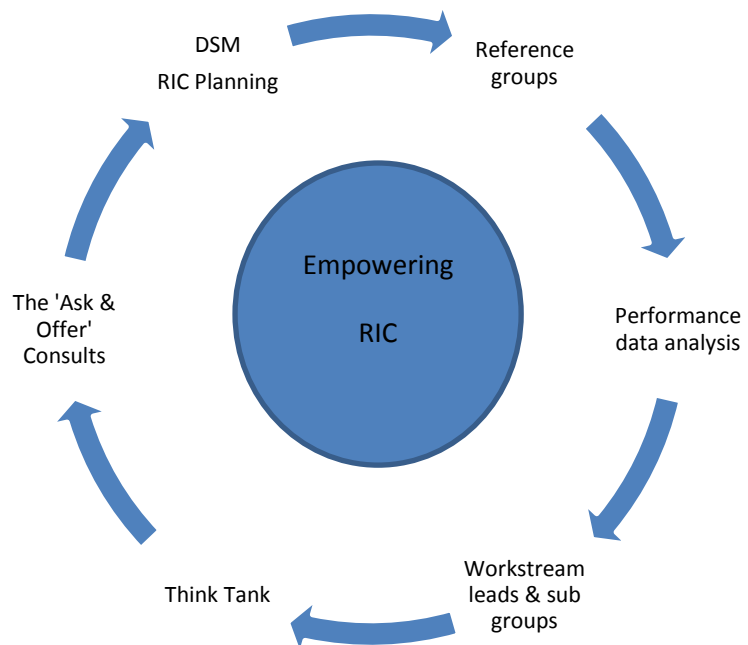 DSM
RIC Planning
Reference
groups
Performance
data analysis
Workstream
leads & sub
groups
Think Tank
The 'Ask &
Offer'
Consults
Empowering
RIC